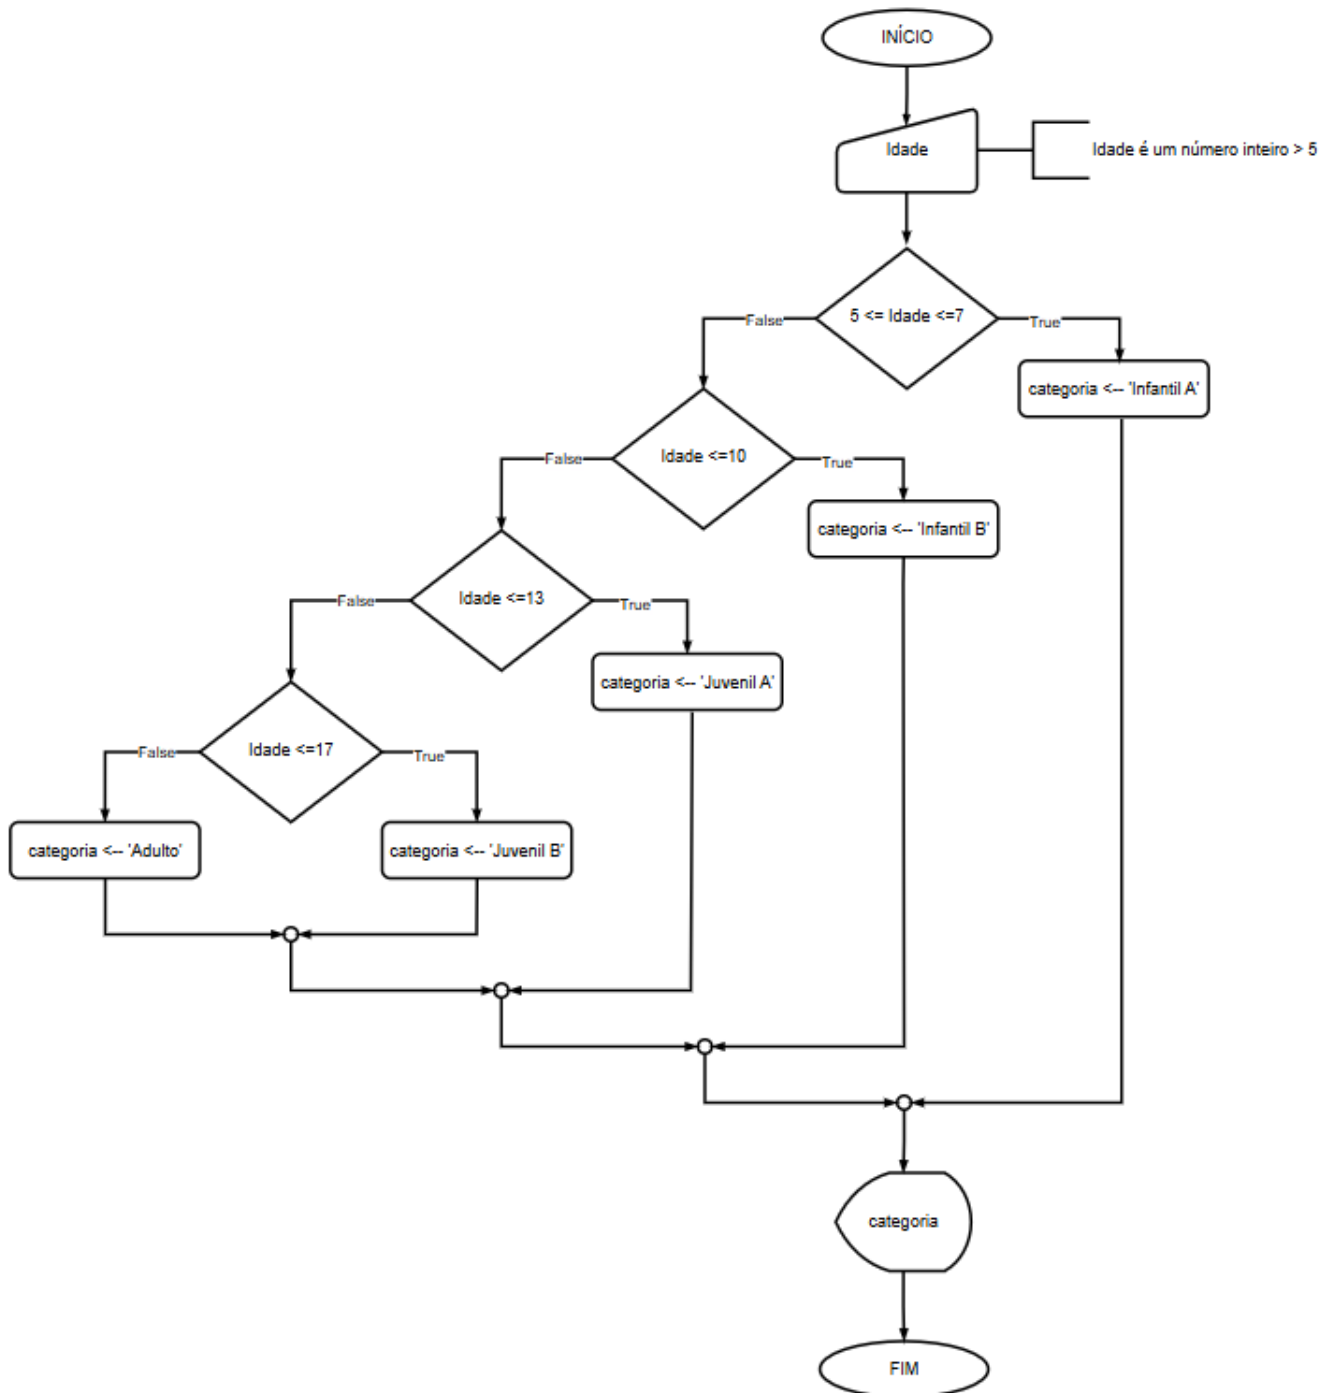 INÍCIO
Idade
Idade é um número inteiro > 5
5 <= Idade <=7
False
True
categoria <-- 'Infantil A'
Idade <=10
False
True
categoria <-- 'Infantil B'
Idade <=13
False
True
categoria <-- 'Juvenil A'
Idade <=17
False
True
categoria <-- 'Adulto'
categoria <-- 'Juvenil B'
categoria
FIM